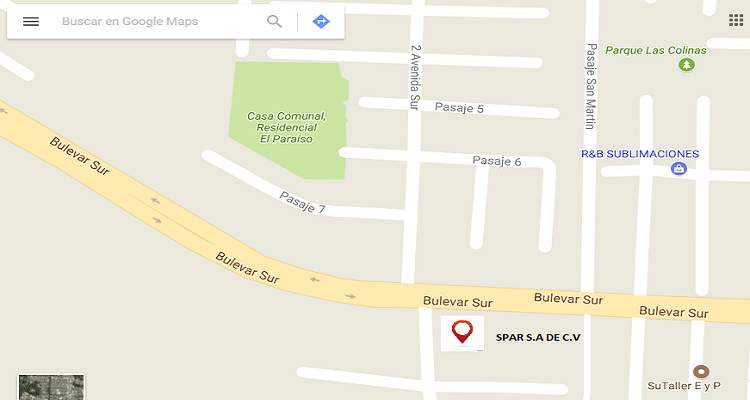 Buscar en Google Maps
Parque Las Colinas
2 Avenida Sur
Pasaje San Martin
Pasaje 5
Casa Comunal,
Residencial
El Paraíso
R&B SUBLIMACIONES
Pasaje 6
Bulevar Sur
Pasaje 7
Bulevar Sur
Bulevar Sur
Bulevar Sur
Bulevar Sur
SPAR S.A DE C.V
SuTaller E y P